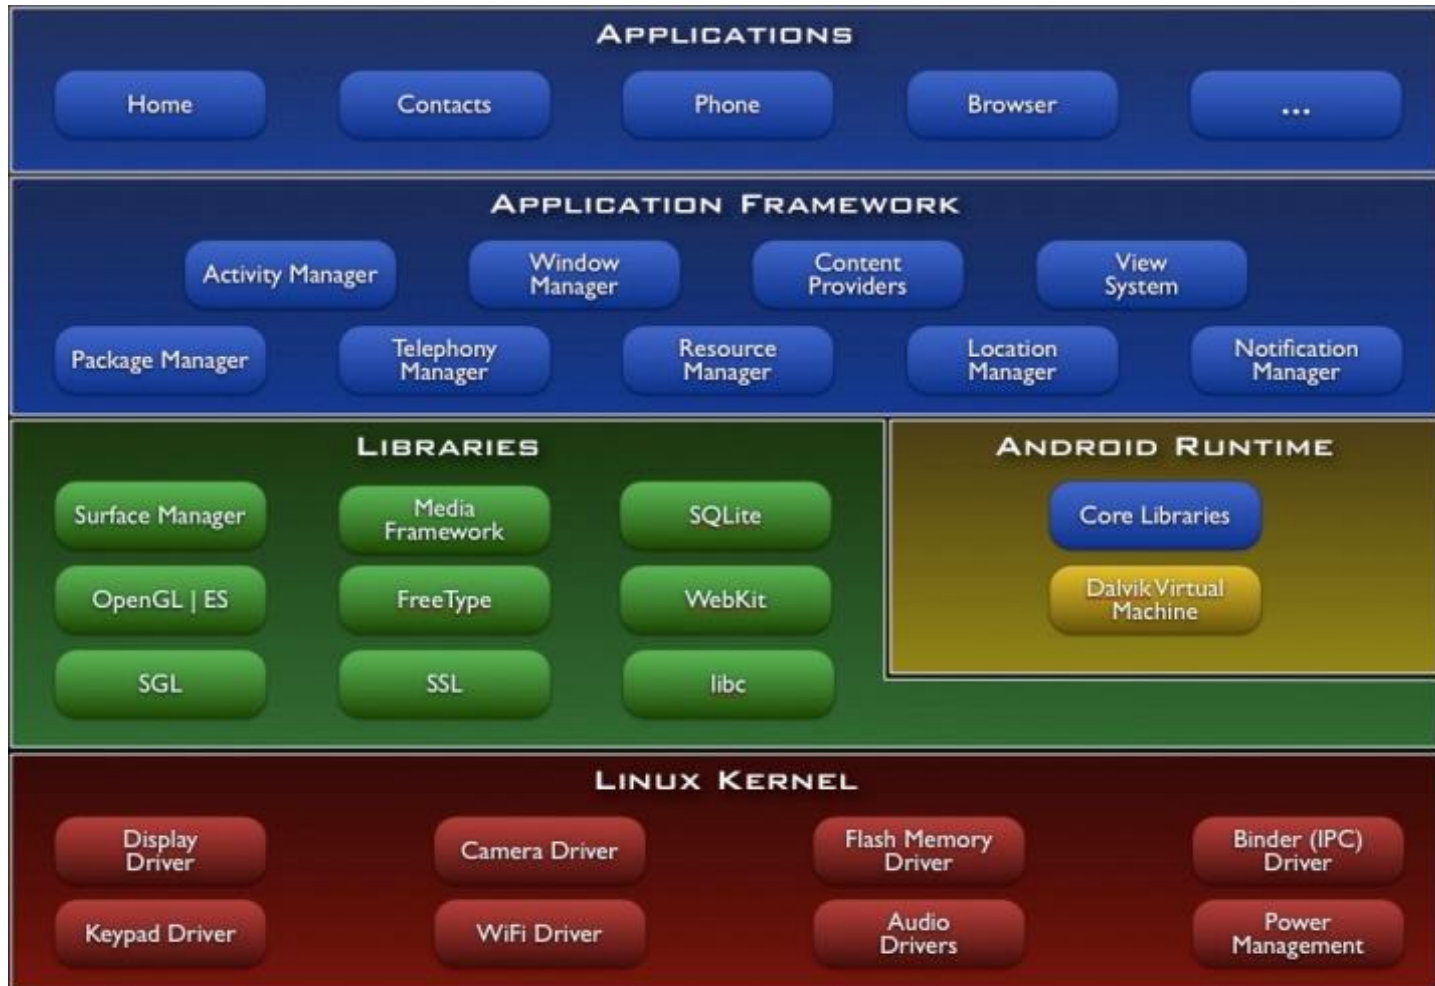 APPLICATIONS
Home
Contacts
Phone
Browser
...
APPLICATION FRAMEWORK
Activity Manager
Window
Manager
Content
Providers
View
System
Package Manager
Telephony
Manager
Resource
Manager
Location
Manager
Notification
Manager
LIBRARIES
Surface Manager
Media
Framework
SQLite
OpenGL | ES
FreeType
WebKit
SGL
SSL
libc
ANDROID RUNTIME
Core Libraries
Dalvik Virtual
Machine
LINUX KERNEL
Display
Driver
Camera Driver
Flash Memory
Driver
Binder (IPC)
Driver
Keypad Driver
WiFi Driver
Audio
Drivers
Power
Management